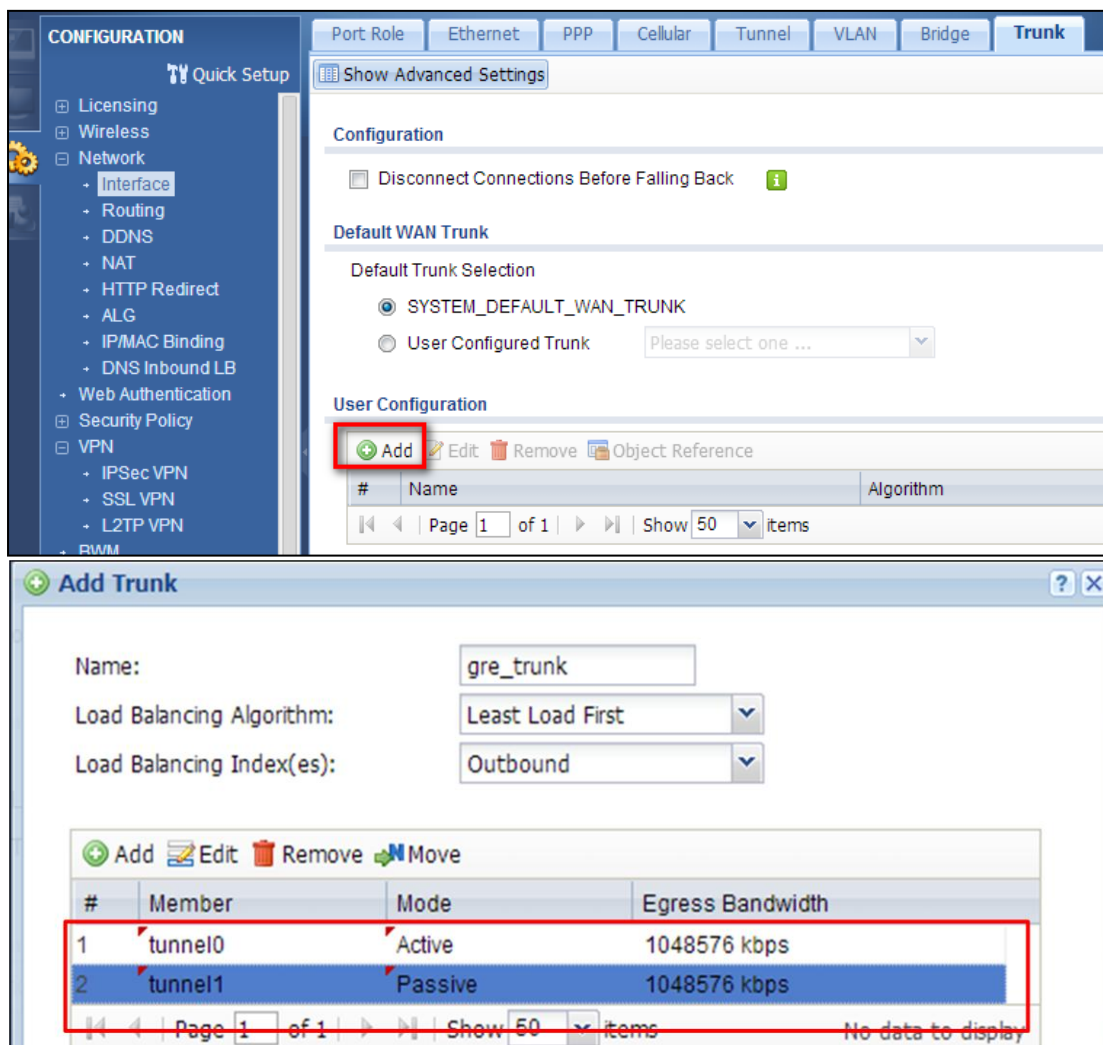 CONFIGURATION
Quick Setup
Licensing
Wireless
Network
Interface
Routing
DDNS
NAT
HTTP Redirect
ALG
IP/MAC Binding
DNS Inbound LB
Web Authentication
Security Policy
VPN
IPSec VPN
SSL VPN
L2TP VPN
BWM
Port Role Ethernet PPP Cellular Tunnel VLAN Bridge Trunk
Show Advanced Settings
Configuration
Disconnect Connections Before Falling Back i
Default WAN Trunk
Default Trunk Selection
SYSTEM_DEFAULT_WAN_TRUNK
User Configured Trunk Please select one ...
User Configuration
Add Edit Remove Object Reference
# Name Algorithm
Page 1 of 1 Show 50 items
Add Trunk ? X
Name: gre_trunk
Load Balancing Algorithm: Least Load First
Load Balancing Index(es): Outbound
Add Edit Remove Move
# Member Mode Egress Bandwidth
1 tunnel0 Active 1048576 kbps
2 tunnel1 Passive 1048576 kbps
Page 1 of 1 Show 50 items No data to display